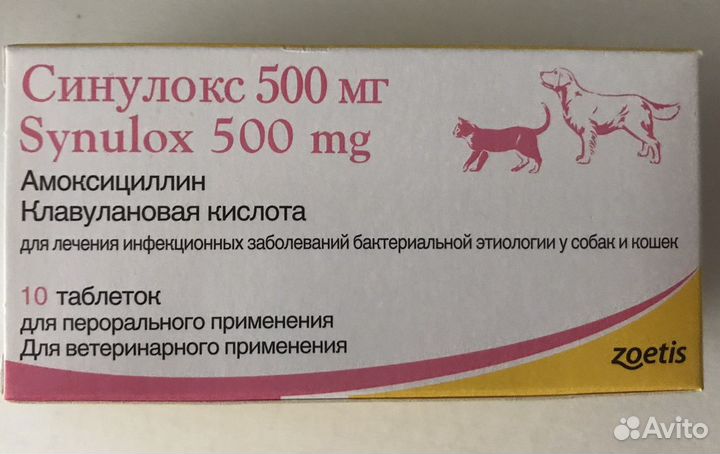 Синулокс 500 мг
Synulox 500 mg
Амоксициллин
Клавулановая кислота
для лечения инфекционных заболеваний бактериальной этиологии у собак и кошек
10 таблеток
для перорального применения
Для ветеринарного применения
zoetis
Avito